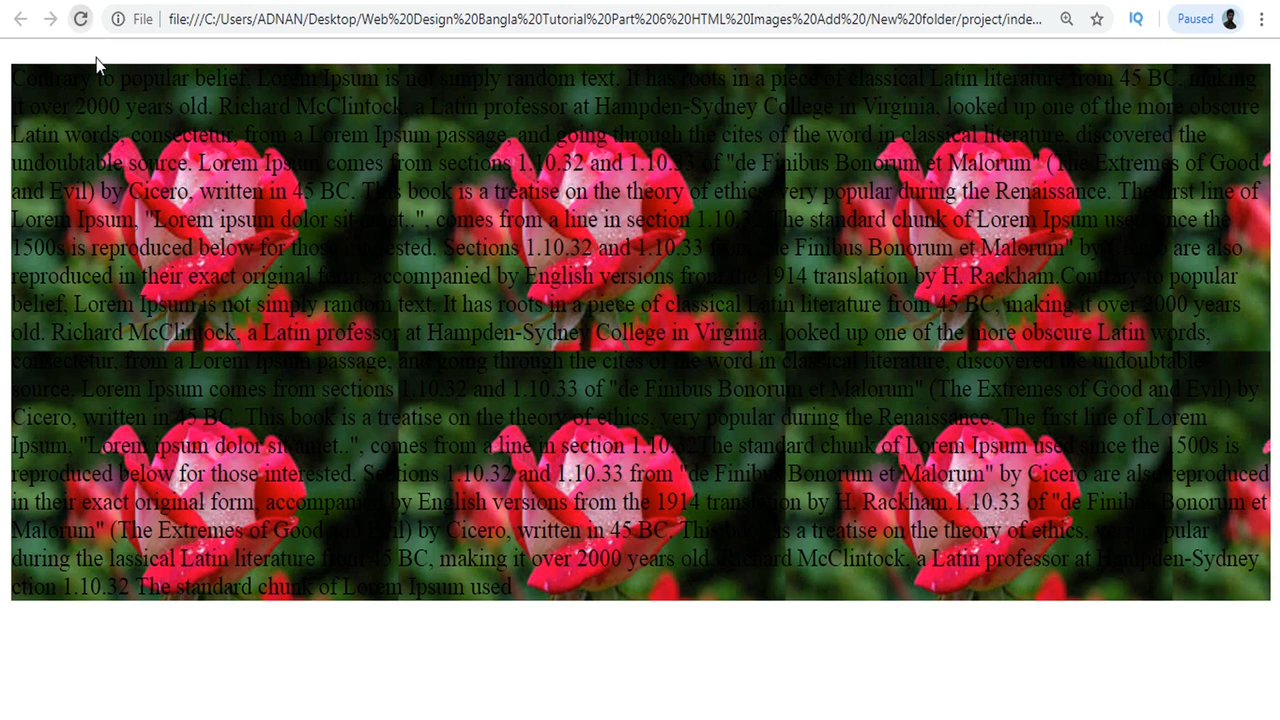 File
file:///C:/Users/ADNAN/Desktop/Web%20Design%20Bangla%20Tutorial%20Part%206%20HTML%20Images%20Add%20/New%20folder/project/inde...
IQ
Paused
Contrary to popular belief. Lorem Ipsum is not simply random text. It has roots in a piece of classical Latin literature from 45 BC, making
it over 2000 years old. Richard McClintock, a Latin professor at Hampden-Sydney College in Virginia, looked up one of the more obscure
Latin words, consectetur, from a Lorem Ipsum passage, and going through the cites of the word in classical literature, discovered the
undoubtable source. Lorem Ipsum comes from sections 1.10.32 and 1.10.33 of "de Finibus Bonorum et Malorum" (The Extremes of Good
and Evil) by Cicero, written in 45 BC. This book is a treatise on the theory of ethics, very popular during the Renaissance. The first line of
Lorem Ipsum, "Lorem ipsum dolor sit amet..", comes from a line in section 1.10.32 The standard chunk of Lorem Ipsum used since the
1500s is reproduced below for those interested. Sections 1.10.32 and 1.10.33 from "de Finibus Bonorum et Malorum" by Cicero are also
reproduced in their exact original form, accompanied by English versions from the 1914 translation by H. Rackham.Contrary to popular
belief. Lorem Ipsum is not simply random text. It has roots in a piece of classical Latin literature from 45 BC, making it over 2000 years
old. Richard McClintock, a Latin professor at Hampden-Sydney College in Virginia, looked up one of the more obscure Latin words,
consectetur, from a Lorem Ipsum passage, and going through the cites of the word in classical literature, discovered the undoubtable
source. Lorem Ipsum comes from sections 1.10.32 and 1.10.33 of "de Finibus Bonorum et Malorum" (The Extremes of Good and Evil) by
Cicero, written in 45 BC. This book is a treatise on the theory of ethics, very popular during the Renaissance. The first line of Lorem
Ipsum, "Lorem ipsum dolor sit amet..", comes from a line in section 1.10.32The standard chunk of Lorem Ipsum used since the 1500s is
reproduced below for those interested. Sections 1.10.32 and 1.10.33 from "de Finibus Bonorum et Malorum" by Cicero are also reproduced
in their exact original form, accompanied by English versions from the 1914 translation by H. Rackham.1.10.33 of "de Finibus Bonorum et
Malorum" (The Extremes of Good and Evil) by Cicero, written in 45 BC. This book is a treatise on the theory of ethics, very popular
during the lassical Latin literature from 45 BC, making it over 2000 years old. Richard McClintock, a Latin professor at Hampden-Sydney
ction 1.10.32 The standard chunk of Lorem Ipsum used